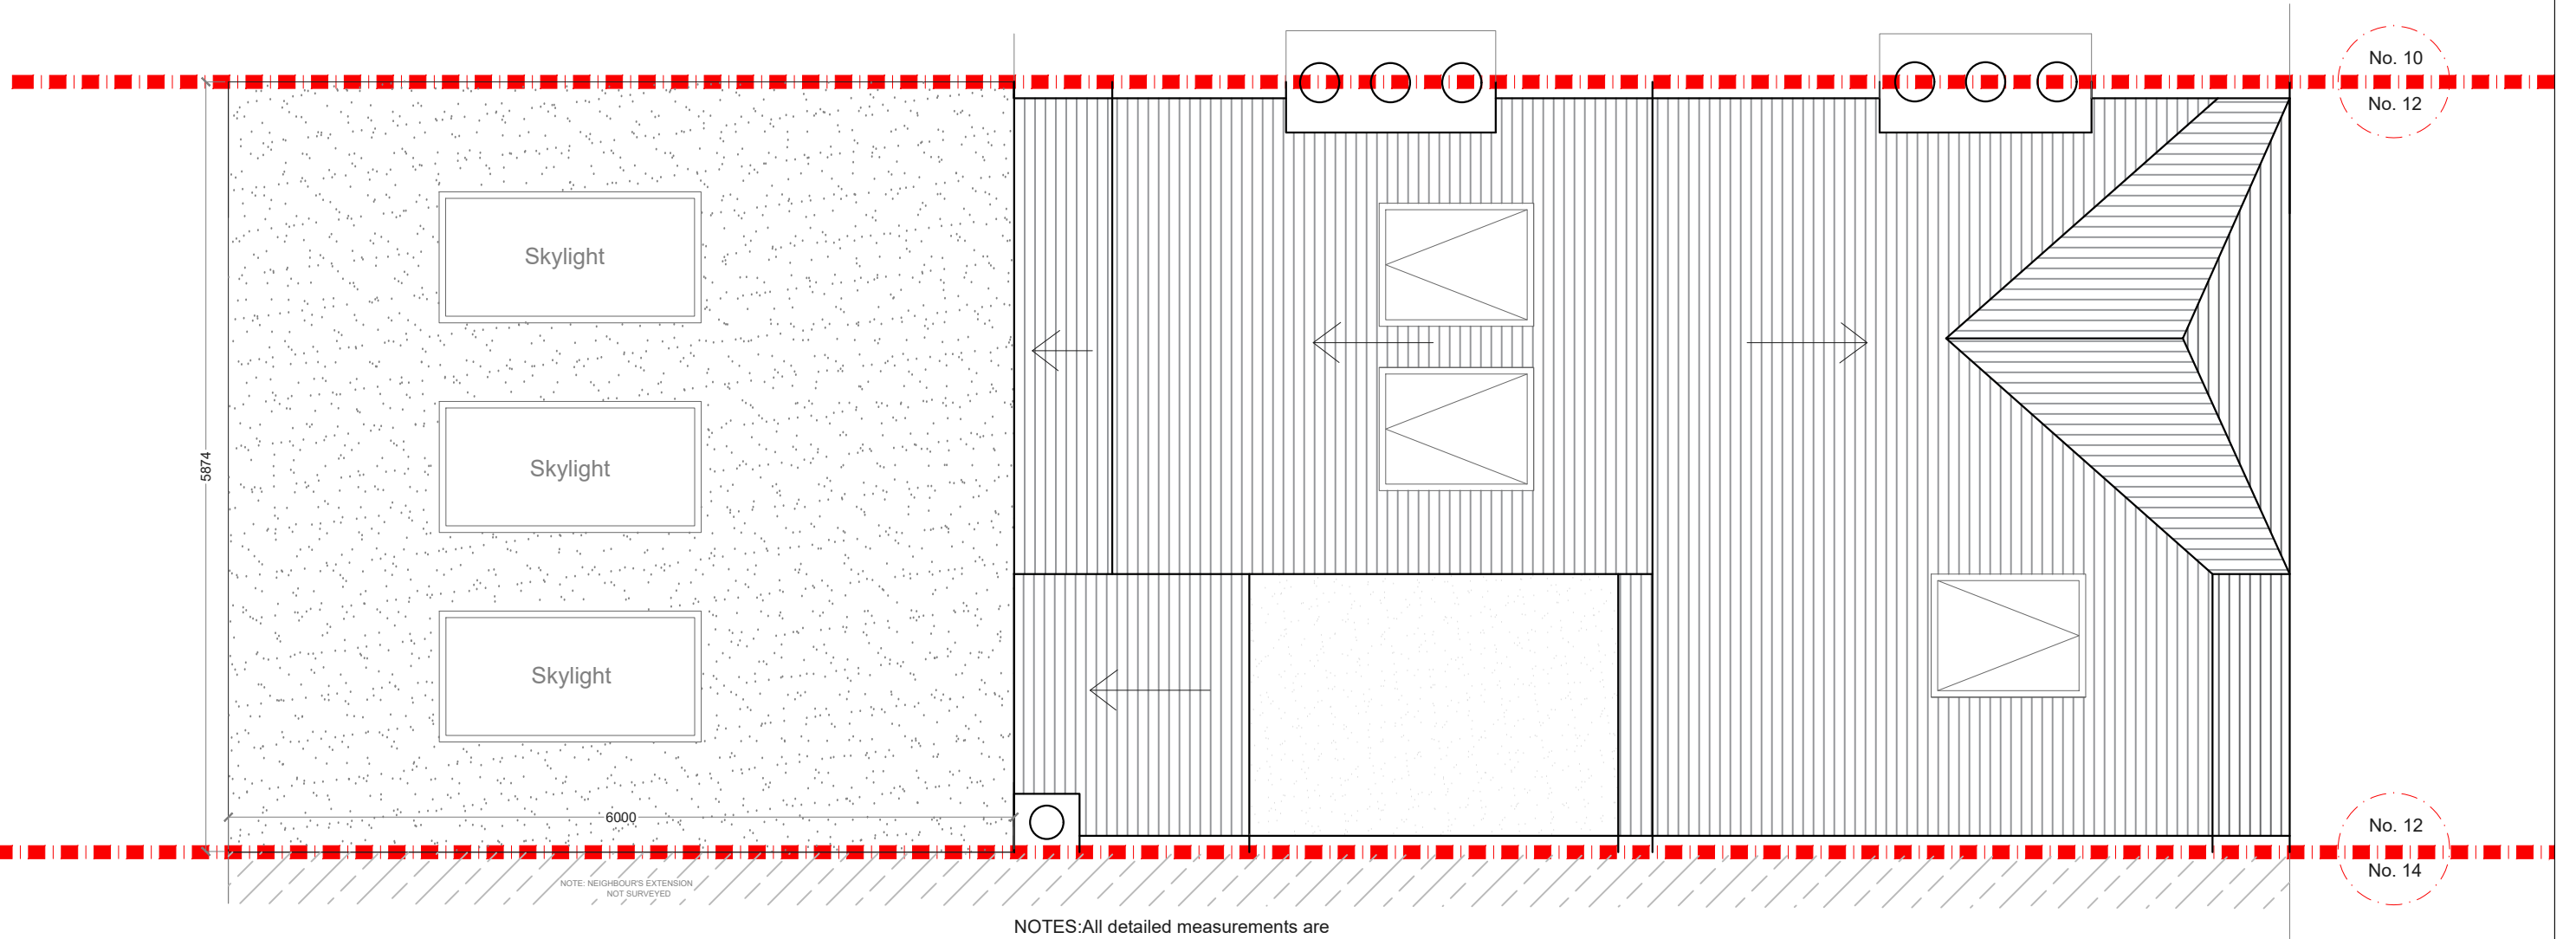 No. 10
No. 12
Skylight
5874
Skylight
Skylight
6000
No. 12
No. 14
NOTE: NEIGHBOUR'S EXTENSION
NOT SURVEYED
NOTES:All detailed measurements are